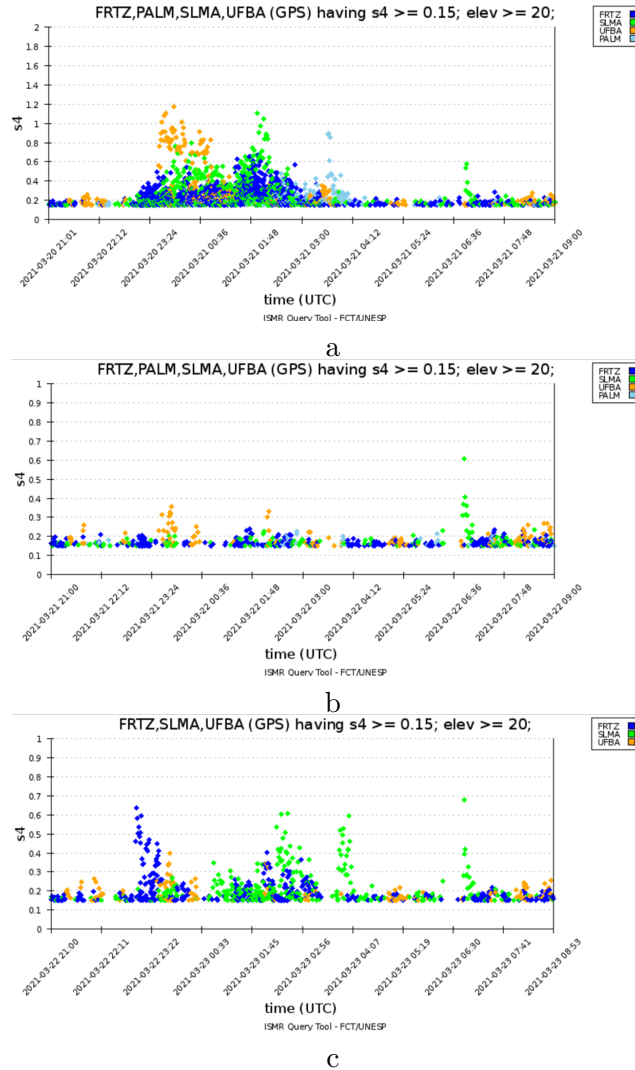 FRTZ,PALM,SLMA,UFBA (GPS) having s4 >= 0.15; elev >= 20;
FRTZ
SLMA
UFBA
PALM
2
1.8
1.6
1.4
1.2
1
0.8
0.6
0.4
0.2
0
s4
2021-03-20 21:01
2021-03-20 22:12
2021-03-20 23:24
2021-03-21 00:36
2021-03-21 01:48
2021-03-21 03:00
2021-03-21 04:12
2021-03-21 05:24
2021-03-21 06:36
2021-03-21 07:48
2021-03-21 09:00
time (UTC)
ISMR Query Tool - FCT/UNESP
a
FRTZ,PALM,SLMA,UFBA (GPS) having s4 >= 0.15; elev >= 20;
FRTZ
SLMA
UFBA
PALM
1
0.9
0.8
0.7
0.6
0.5
0.4
0.3
0.2
0.1
0
s4
2021-03-21 21:00
2021-03-21 22:12
2021-03-21 23:24
2021-03-22 00:36
2021-03-22 01:48
2021-03-22 03:00
2021-03-22 04:12
2021-03-22 05:24
2021-03-22 06:36
2021-03-22 07:48
2021-03-22 09:00
time (UTC)
ISMR Query Tool - FCT/UNESP
b
FRTZ,SLMA,UFBA (GPS) having s4 >= 0.15; elev >= 20;
FRTZ
SLMA
UFBA
1
0.9
0.8
0.7
0.6
0.5
0.4
0.3
0.2
0.1
0
s4
2021-03-22 21:00
2021-03-22 22:11
2021-03-22 23:22
2021-03-23 00:33
2021-03-23 01:45
2021-03-23 02:56
2021-03-23 04:07
2021-03-23 05:19
2021-03-23 06:30
2021-03-23 07:41
2021-03-23 08:53
time (UTC)
ISMR Query Tool - FCT/UNESP
c